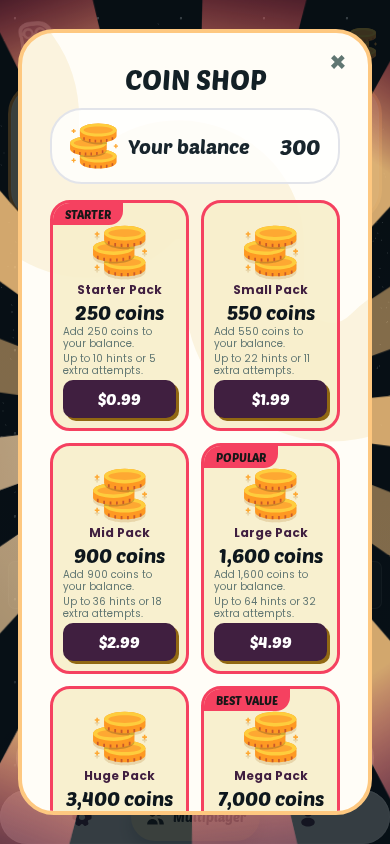 COIN SHOP
Your balance 300
STARTER
Starter Pack
250 coins
Add 250 coins to
your balance.
Up to 10 hints or 5
extra attempts.
$0.99
Small Pack
550 coins
Add 550 coins to
your balance.
Up to 22 hints or 11
extra attempts.
$1.99
Mid Pack
900 coins
Add 900 coins to
your balance.
Up to 36 hints or 18
extra attempts.
$2.99
POPULAR
Large Pack
1,600 coins
Add 1,600 coins to
your balance.
Up to 64 hints or 32
extra attempts.
$4.99
Huge Pack
3,400 coins
BEST VALUE
Mega Pack
7,000 coins
Multiplayer